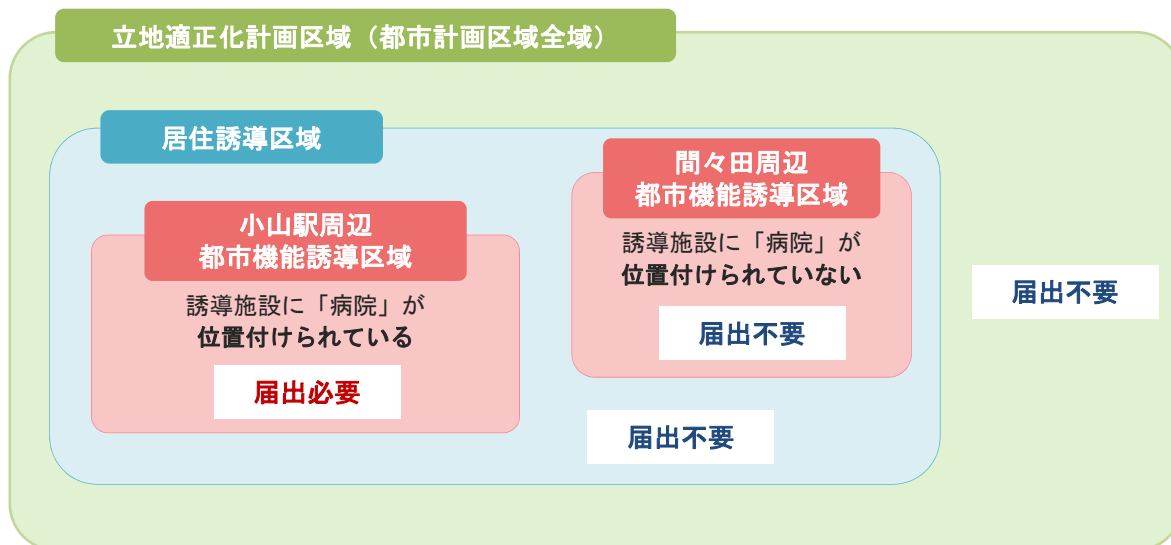 立地適正化計画区域（都市計画区域全域）
居住誘導区域
小山駅周辺
都市機能誘導区域
誘導施設に「病院」が
位置付けられている
届出必要
間々田周辺
都市機能誘導区域
誘導施設に「病院」が
位置付けられていない
届出不要
届出不要
届出不要